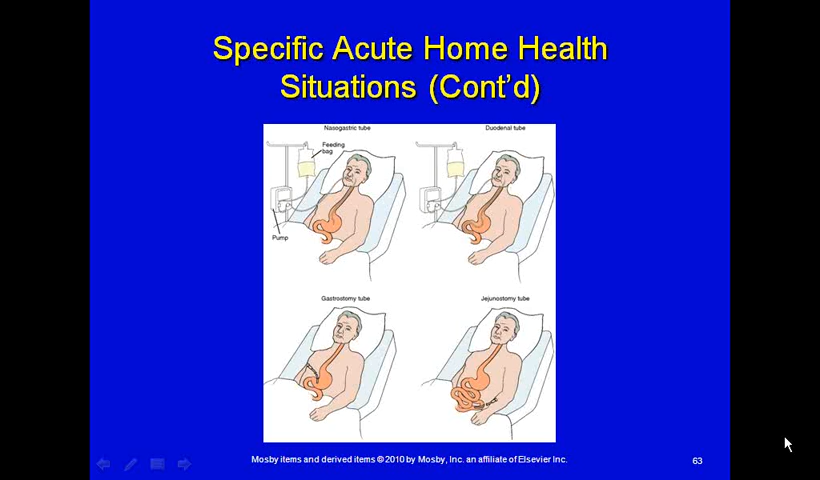 Specific Acute Home Health
Situations (Cont'd)
Nasogastric tube
Duodenal tube
Feeding
bag
Pump
Gastrostomy tube
Jejunostomy tube
Mosby items and derived items © 2010 by Mosby, Inc. an affiliate of Elsevier Inc.
63